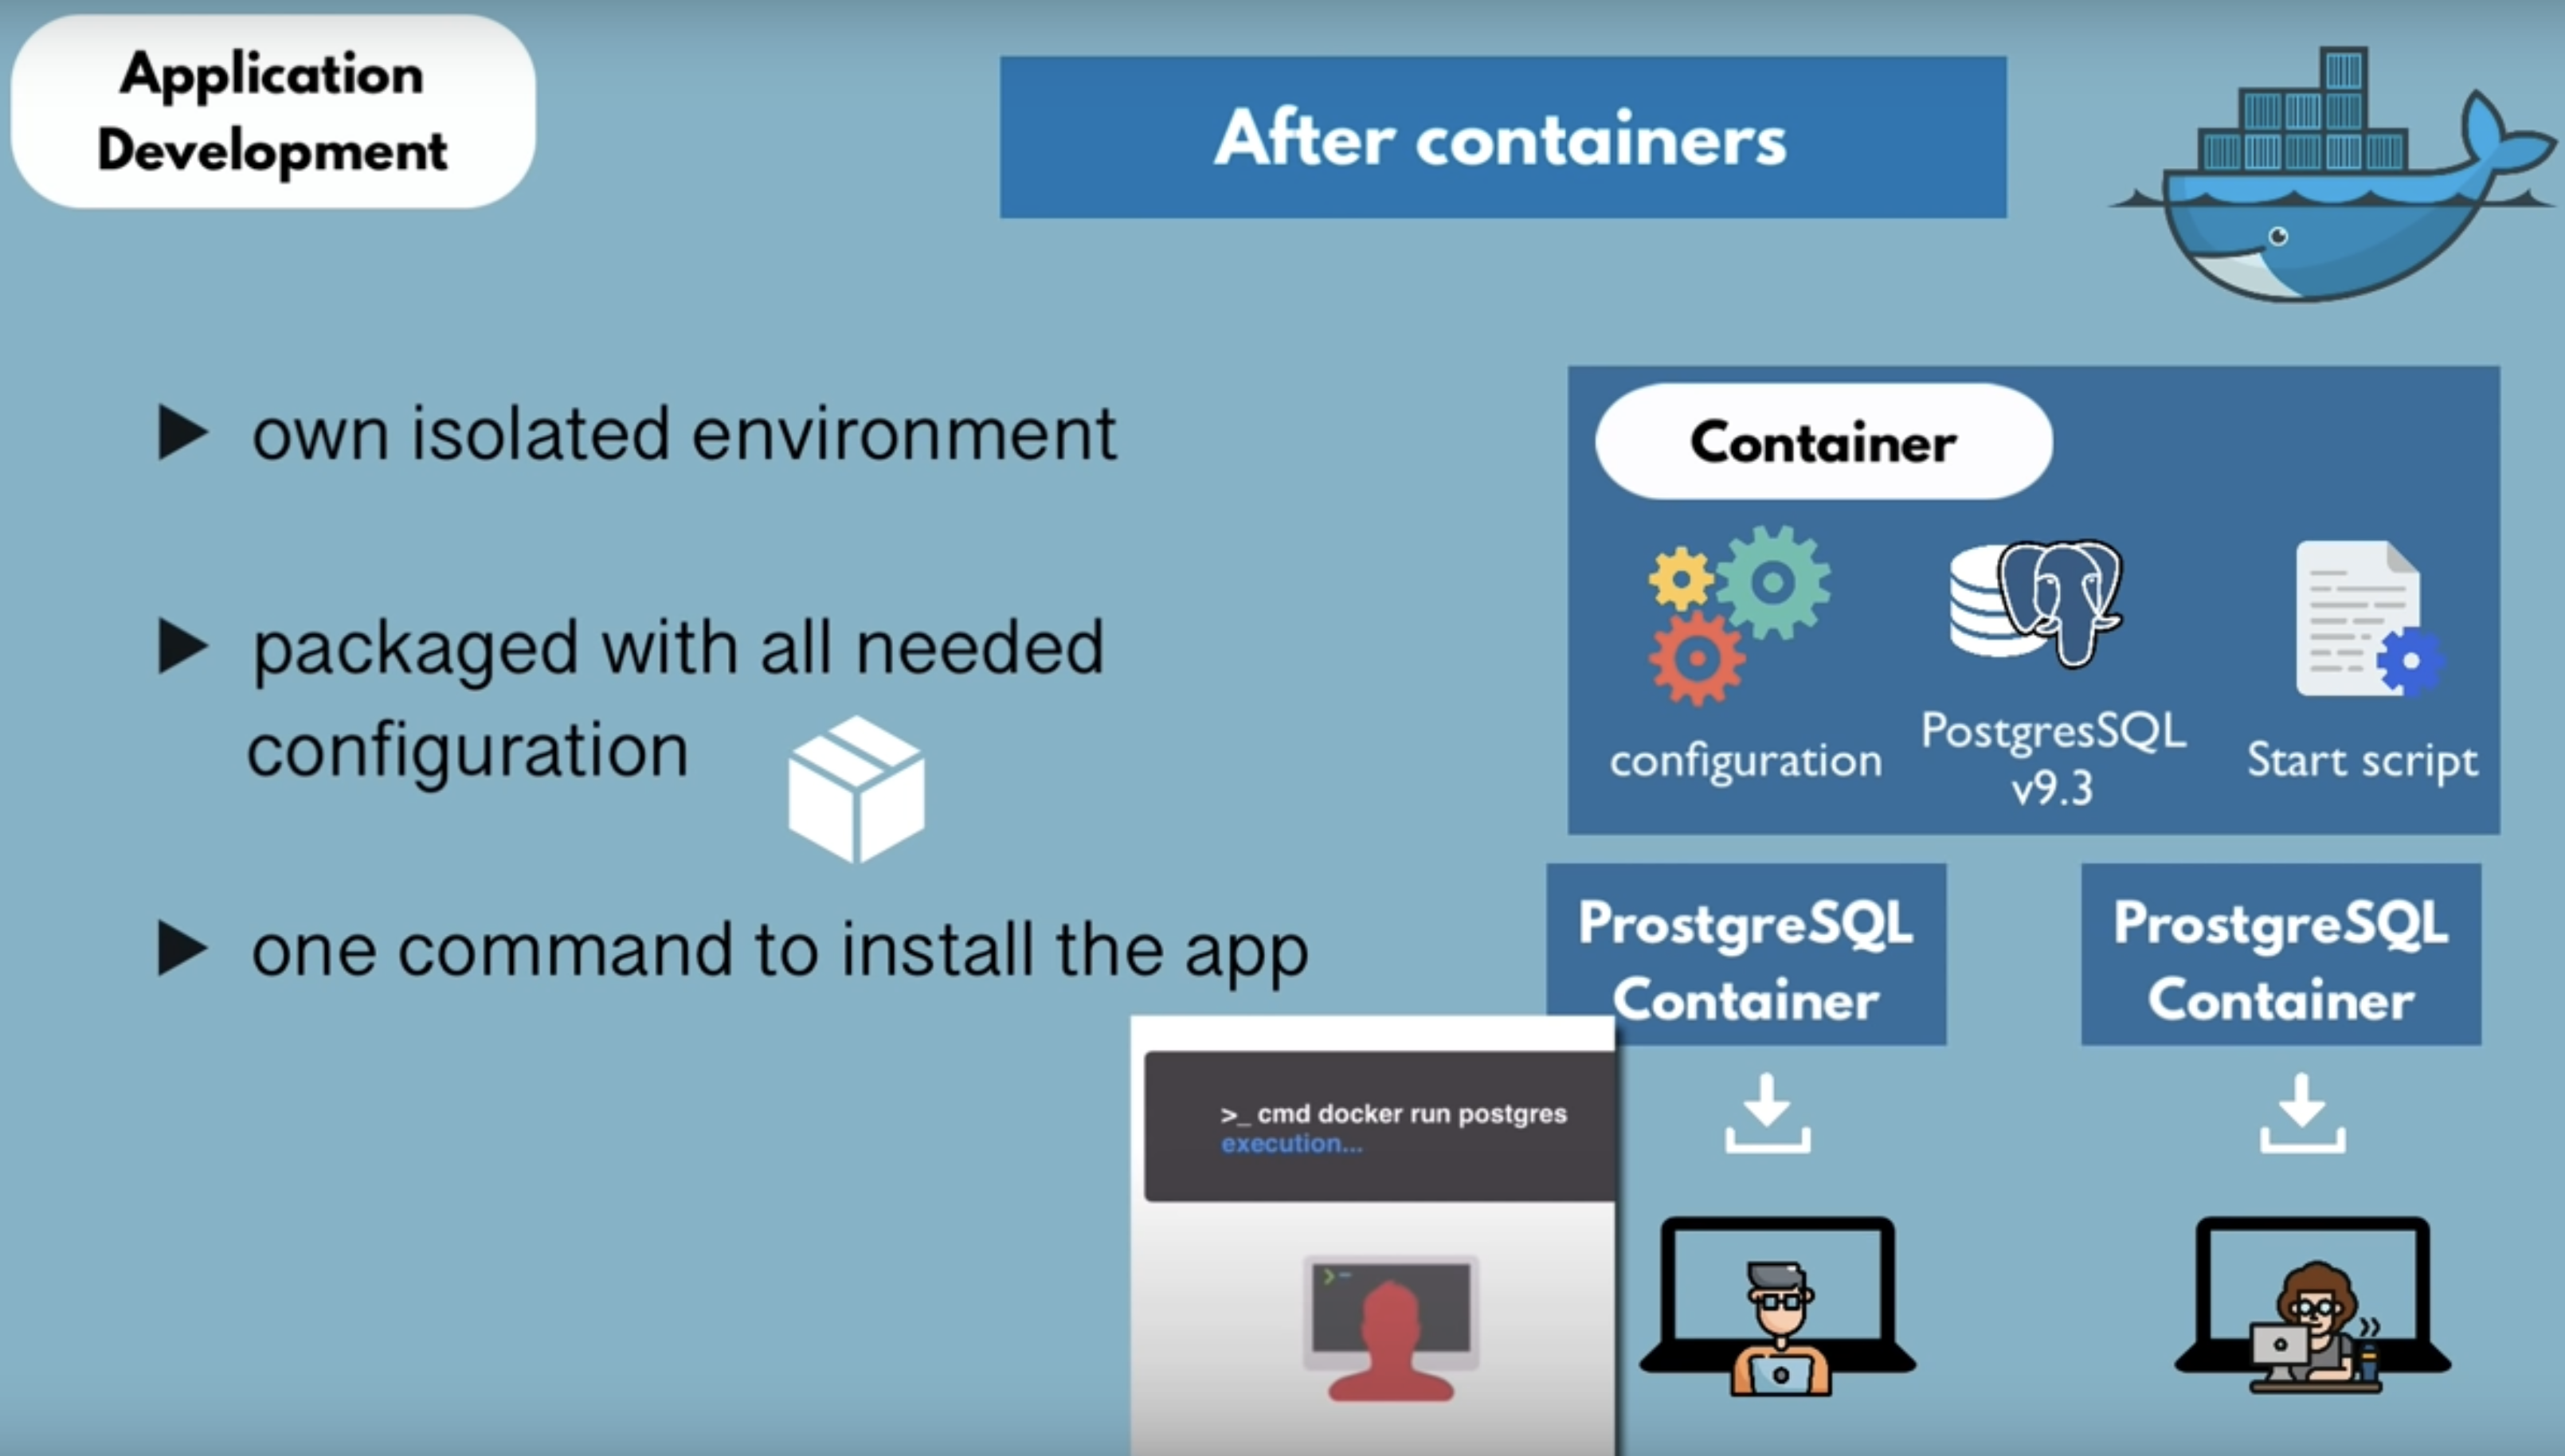 Application
Development
After containers
own isolated environment
packaged with all needed
configuration
one command to install the app
Container
configuration
PostgresSQL
v9.3
Start script
ProstgreSQL
Container
ProstgreSQL
Container
>_ cmd docker run postgres
execution...